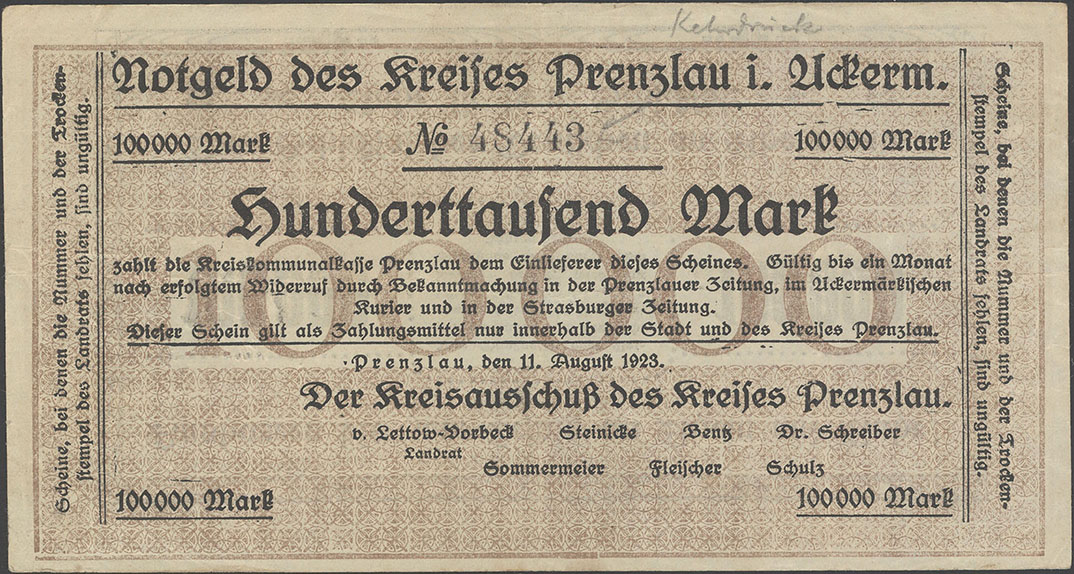 Kehrdruck
Notgeld des Kreises Prenzlau i. Uckerm.
100000 Mark
№ 48443
100000 Mark
Hunderttausend Mark
100000
zahlt die Kreiskommunalkasse Prenzlau dem Einlieferer dieses Scheines. Gültig bis ein Monat
nach erfolgtem Widerruf durch Bekanntmachung in der Prenzlauer Zeitung, im Uckermärkischen
Kurier und in der Strasburger Zeitung.
Dieser Schein gilt als Zahlungsmittel nur innerhalb der Stadt und des Kreises Prenzlau.
Prenzlau, den 11. August 1923.
Der Kreisausschuß des Kreises Prenzlau.
v. Lettow-Vorbeck Steinicke Bentz Dr. Schreiber
Landrat
Sommermeier Fleischer Schulz
100000 Mark
100000 Mark
Scheine, bei denen die Nummer und der Trocken-
stempel des Landrats fehlen, sind ungültig.
Scheine, bei denen die Nummer und der Trocken-
stempel des Landrats fehlen, sind ungültig.